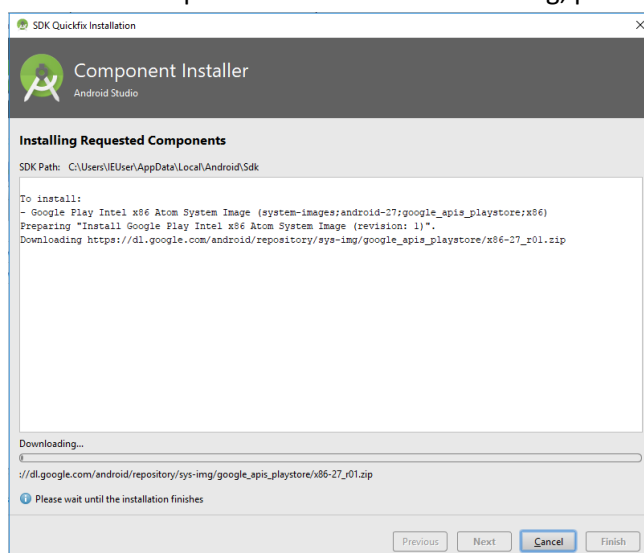 SDK Quickfix Installation
Component Installer
Android Studio
Installing Requested Components
SDK Path: C:\Users\IEUser\AppData\Local\Android\Sdk
To install:
- Google Play Intel x86 Atom System Image (system-images;android-27;google_apis_playstore;x86)
Preparing "Install Google Play Intel x86 Atom System Image (revision: 1)".
Downloading https://dl.google.com/android/repository/sys-img/google_apis_playstore/x86-27_r01.zip
Downloading...
://dl.google.com/android/repository/sys-img/google_apis_playstore/x86-27_r01.zip
Please wait until the installation finishes
Previous Next Cancel Finish